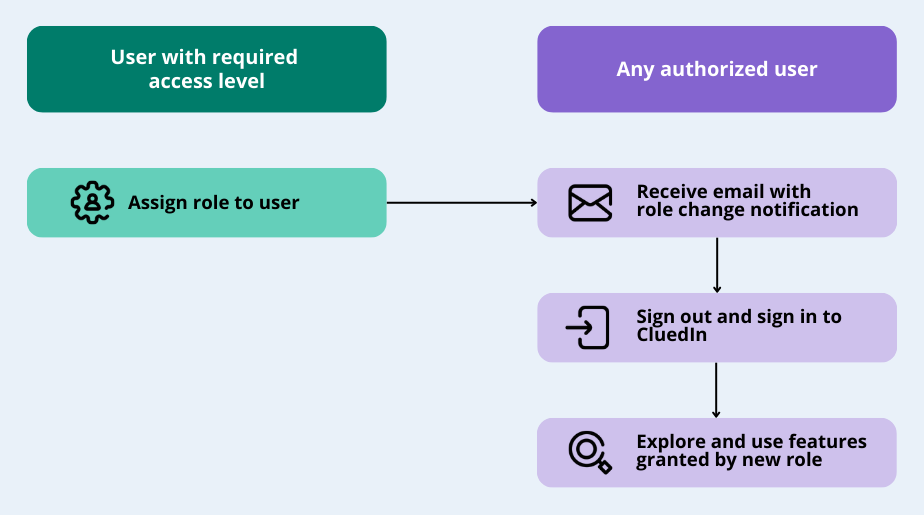 User with required
access level
Any authorized user
Assign role to user
Receive email with
role change notification
Sign out and sign in to
CluedIn
Explore and use features
granted by new role